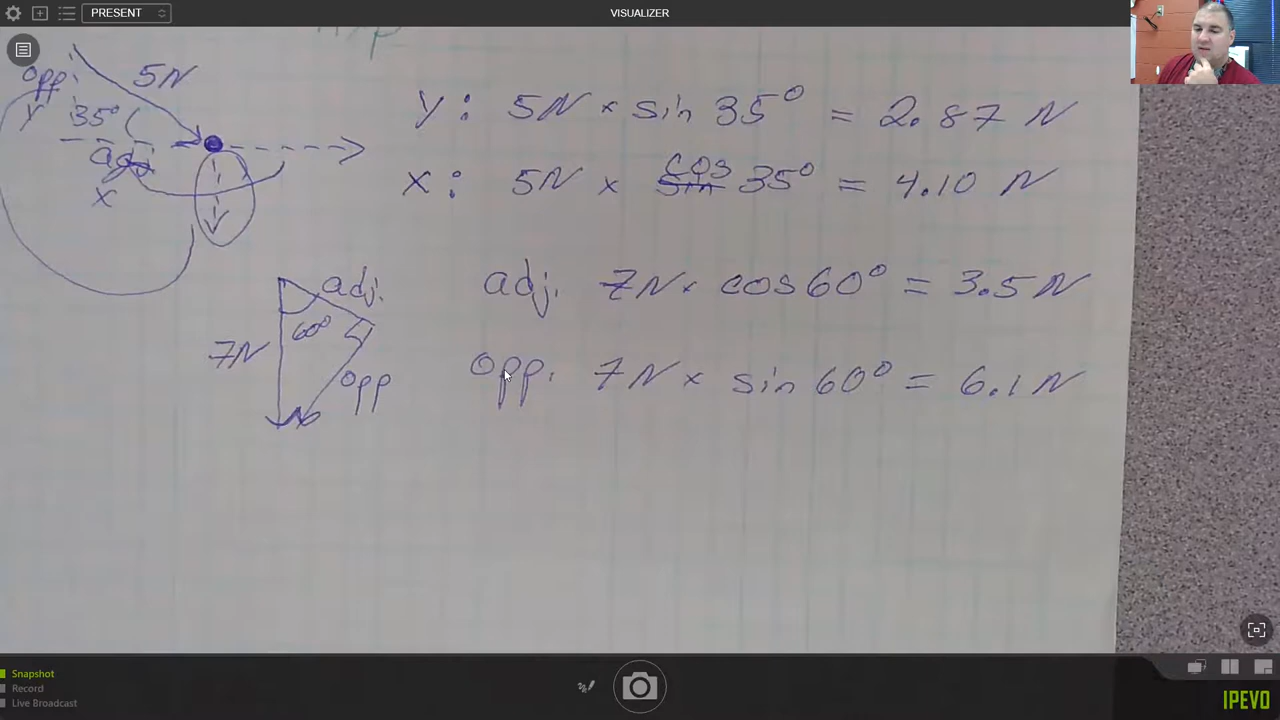 PRESENT
VISUALIZER
opp.
5N
y
35°
adj
x
y: 5N × sin 35° = 2.87 N
x: 5N × sin cos 35° = 4.10 N
adj.
60°
7N
opp
adj. 7N × cos 60° = 3.5 N
opp. 7N × sin 60° = 6.1 N
Snapshot
Record
Live Broadcast
IPEVO